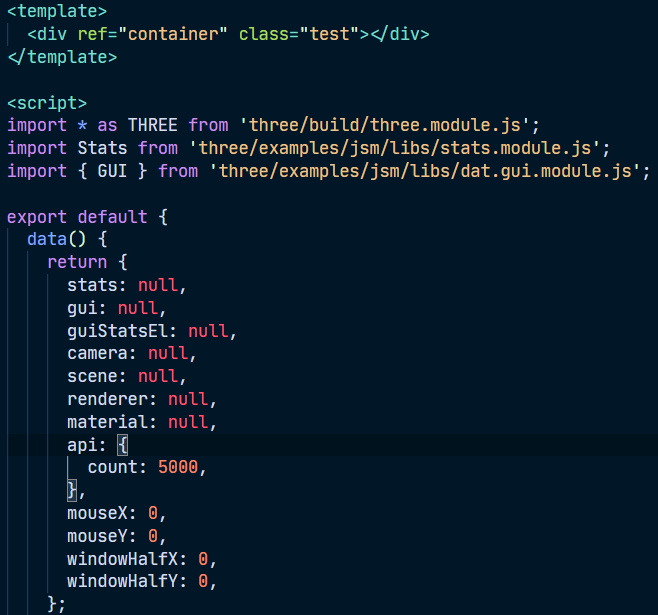 <template>
  <div ref="container" class="test"></div>
</template>

<script>
import * as THREE from 'three/build/three.module.js';
import Stats from 'three/examples/jsm/libs/stats.module.js';
import { GUI } from 'three/examples/jsm/libs/dat.gui.module.js';

export default {
  data() {
    return {
      stats: null,
      gui: null,
      guiStatsEl: null,
      camera: null,
      scene: null,
      renderer: null,
      material: null,
      api: {
        count: 5000,
      },
      mouseX: 0,
      mouseY: 0,
      windowHalfX: 0,
      windowHalfY: 0,
    };